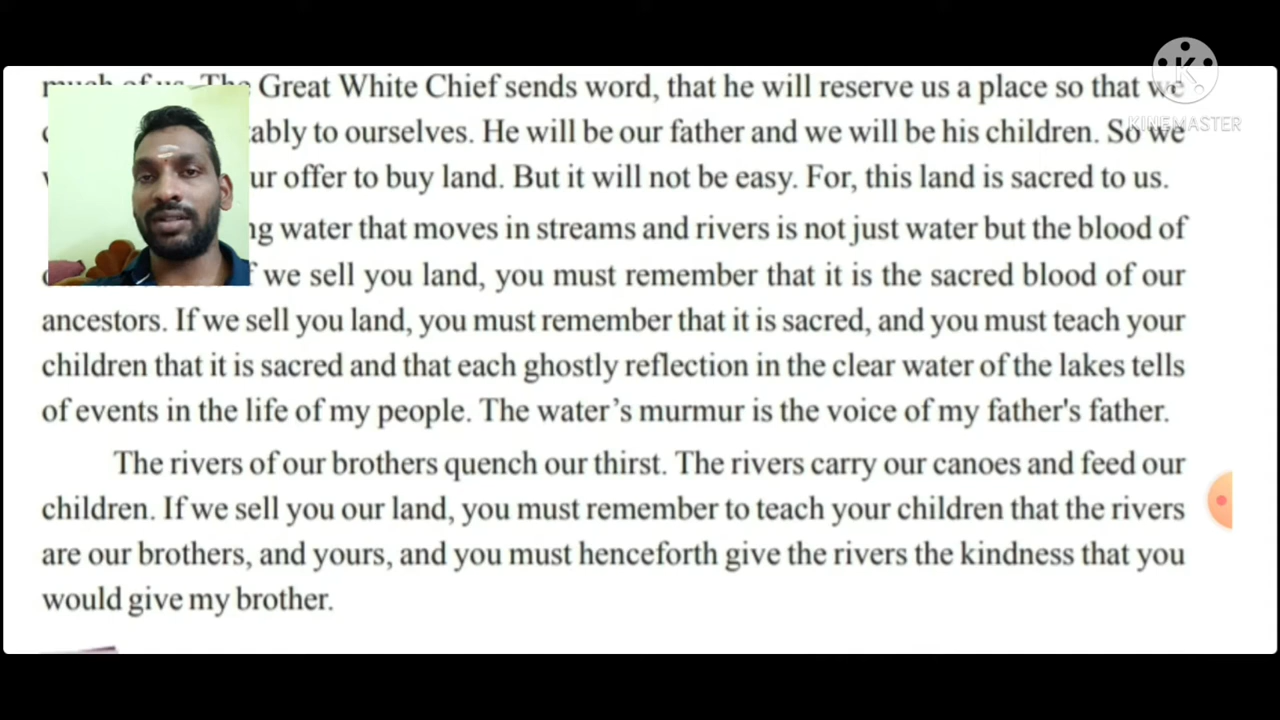 The Great White Chief sends word, that he will reserve us a place so that we
to ourselves. He will be our father and we will be his children. So we
offer to buy land. But it will not be easy. For, this land is sacred to us.
water that moves in streams and rivers is not just water but the blood of
we sell you land, you must remember that it is the sacred blood of our
ancestors. If we sell you land, you must remember that it is sacred, and you must teach your
children that it is sacred and that each ghostly reflection in the clear water of the lakes tells
of events in the life of my people. The water's murmur is the voice of my father's father.
The rivers of our brothers quench our thirst. The rivers carry our canoes and feed our
children. If we sell you our land, you must remember to teach your children that the rivers
are our brothers, and yours, and you must henceforth give the rivers the kindness that you
would give my brother.
K
KINEMASTER